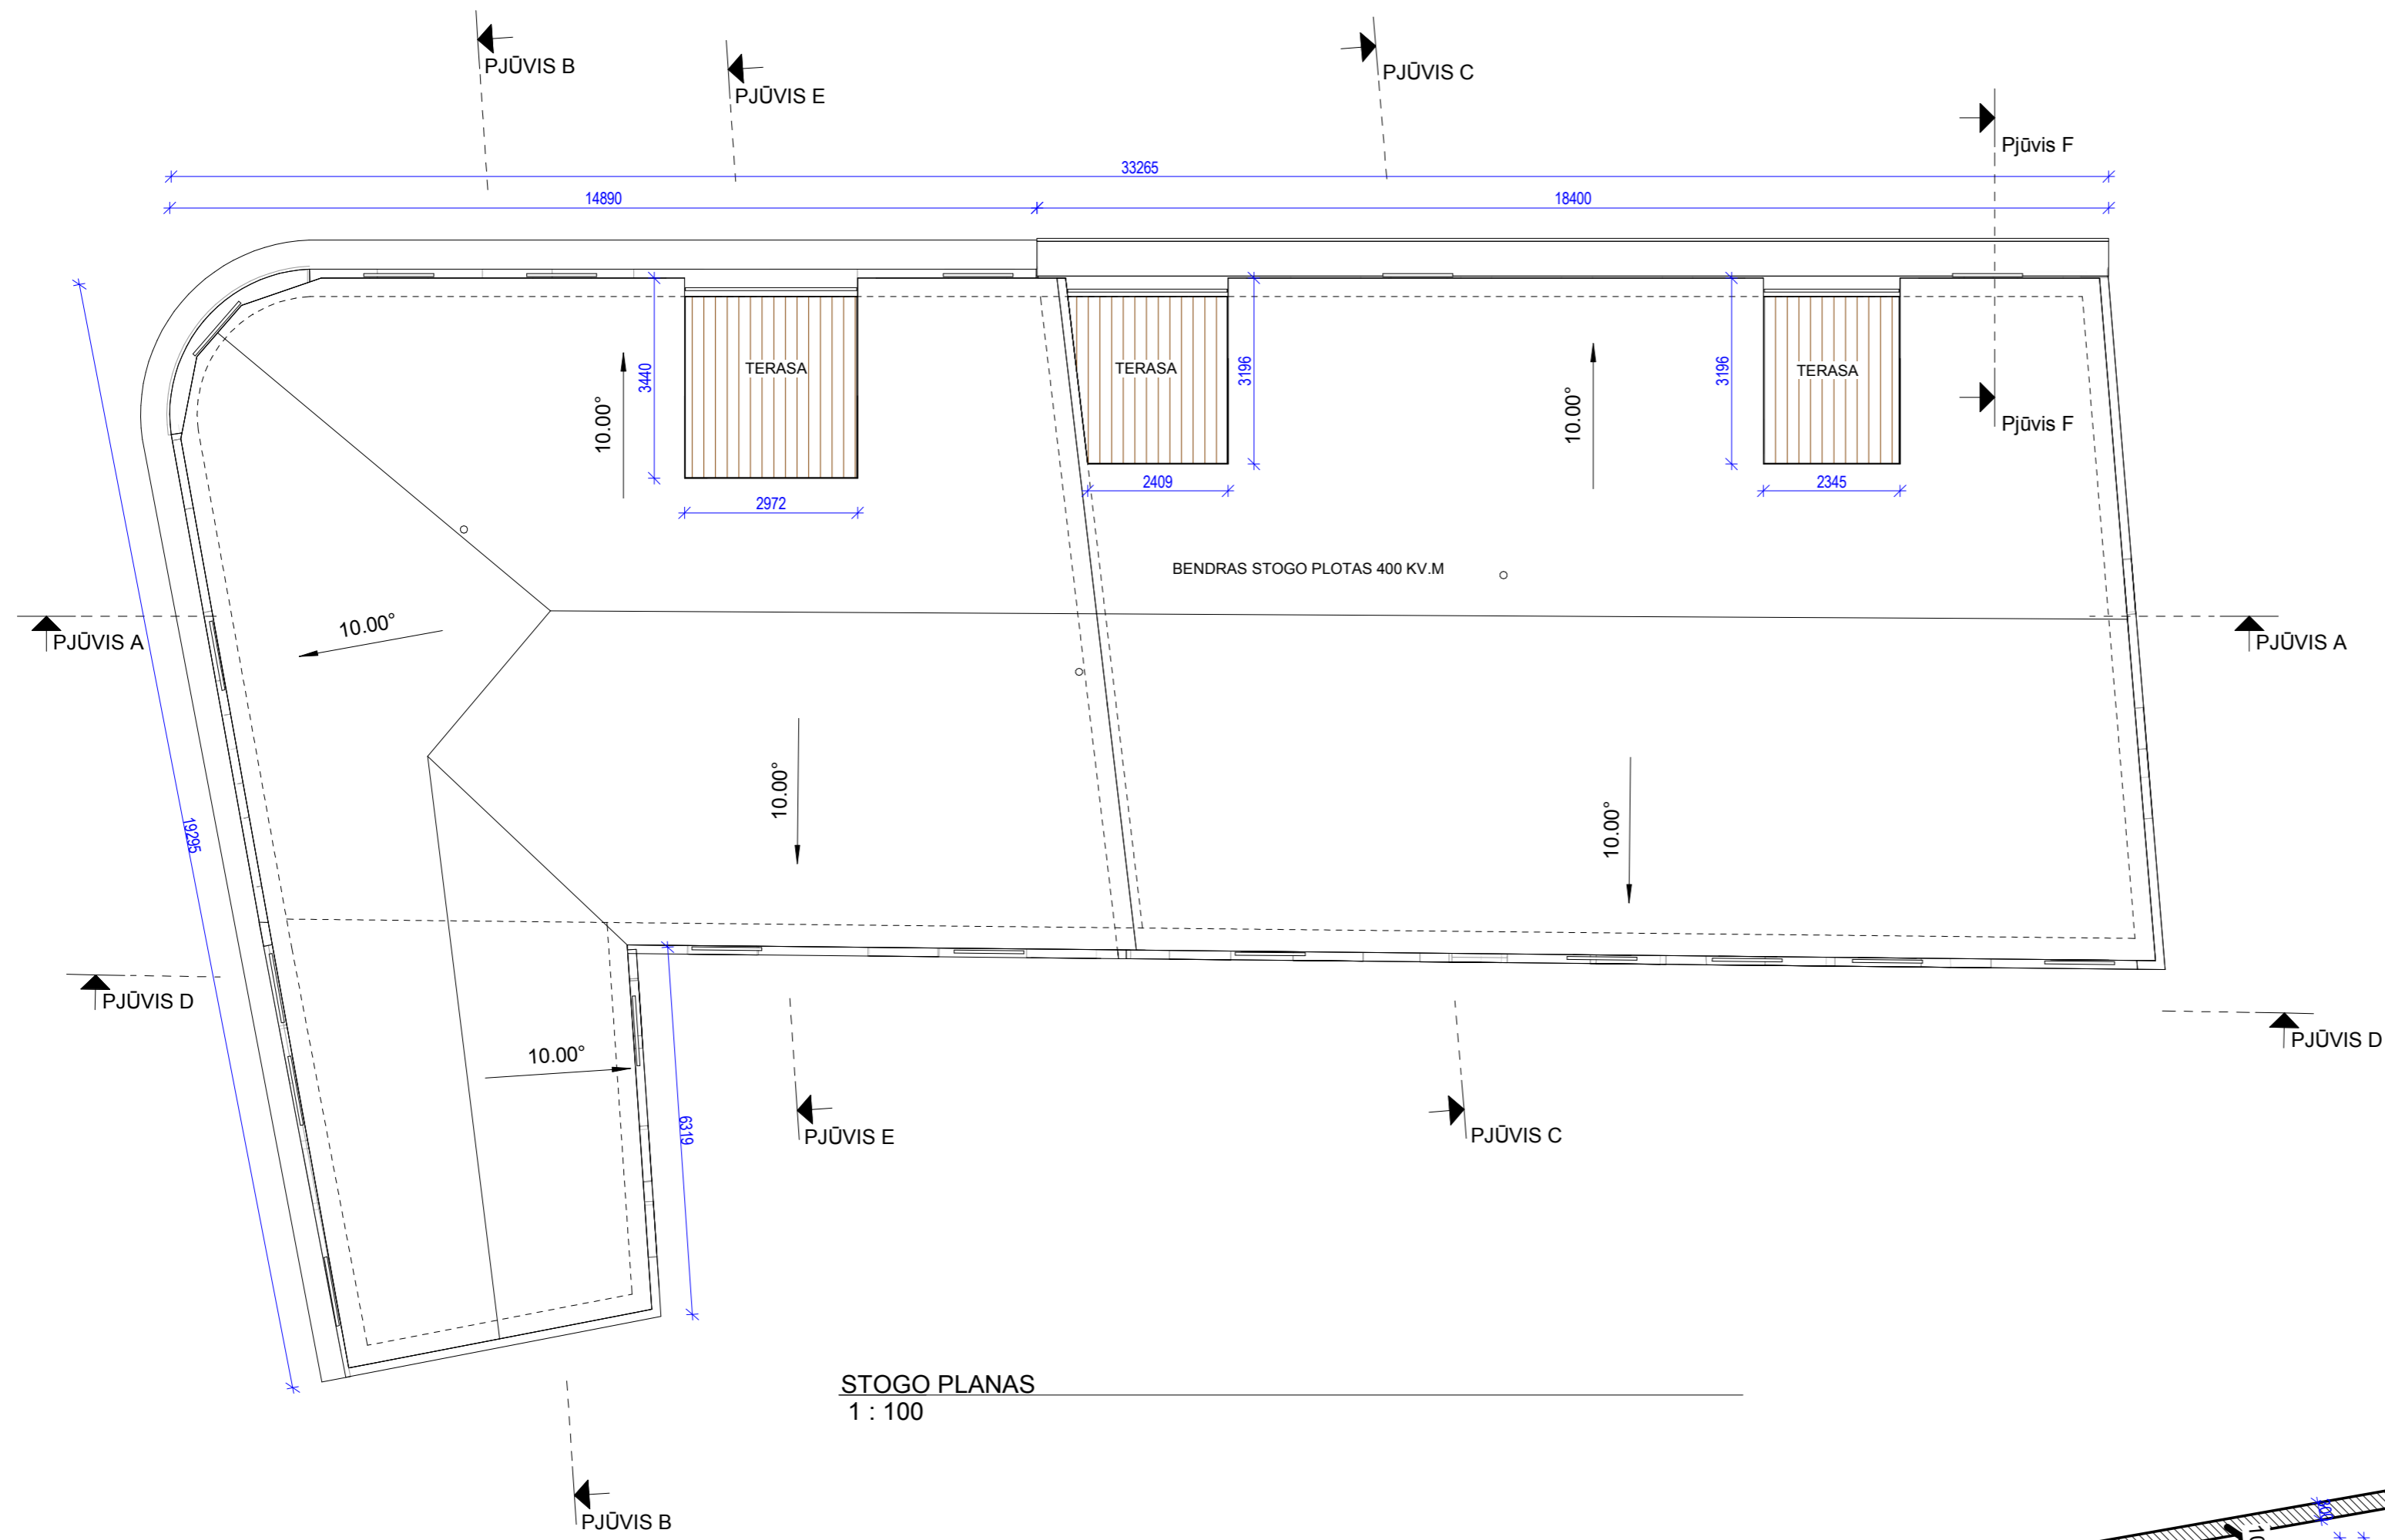 PJŪVIS B
PJŪVIS E
PJŪVIS C
Pjūvis F
33265
14890
18400
TERASA
TERASA
TERASA
3440
3196
3196
10.00°
10.00°
Pjūvis F
2972
2409
2345
BENDRAS STOGO PLOTAS 400 KV.M
10.00°
PJŪVIS A
PJŪVIS A
10.00°
10.00°
19295
PJŪVIS D
PJŪVIS D
10.00°
6319
PJŪVIS E
PJŪVIS C
STOGO PLANAS
1 : 100
PJŪVIS B